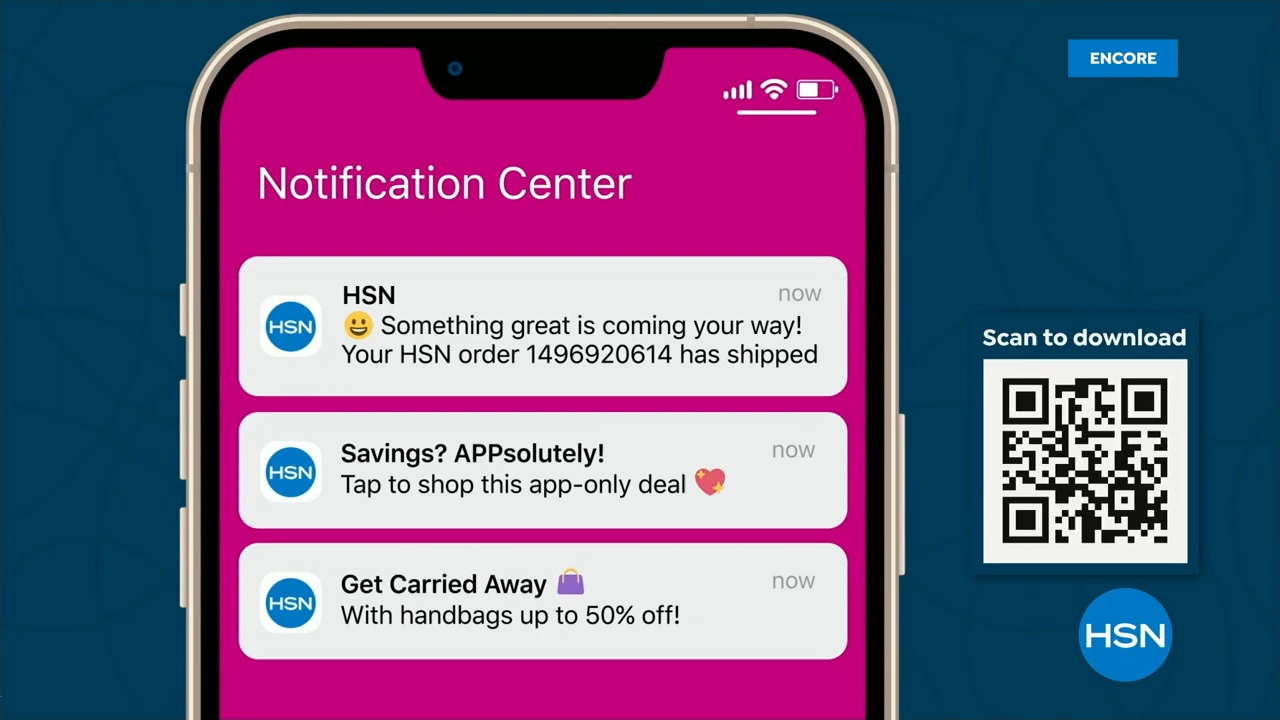 ENCORE
Notification Center
HSN
HSN now
😀 Something great is coming your way!
Your HSN order 1496920614 has shipped
HSN
Savings? APPsolutely! now
Tap to shop this app-only deal 💖
HSN
Get Carried Away 👜 now
With handbags up to 50% off!
Scan to download
HSN